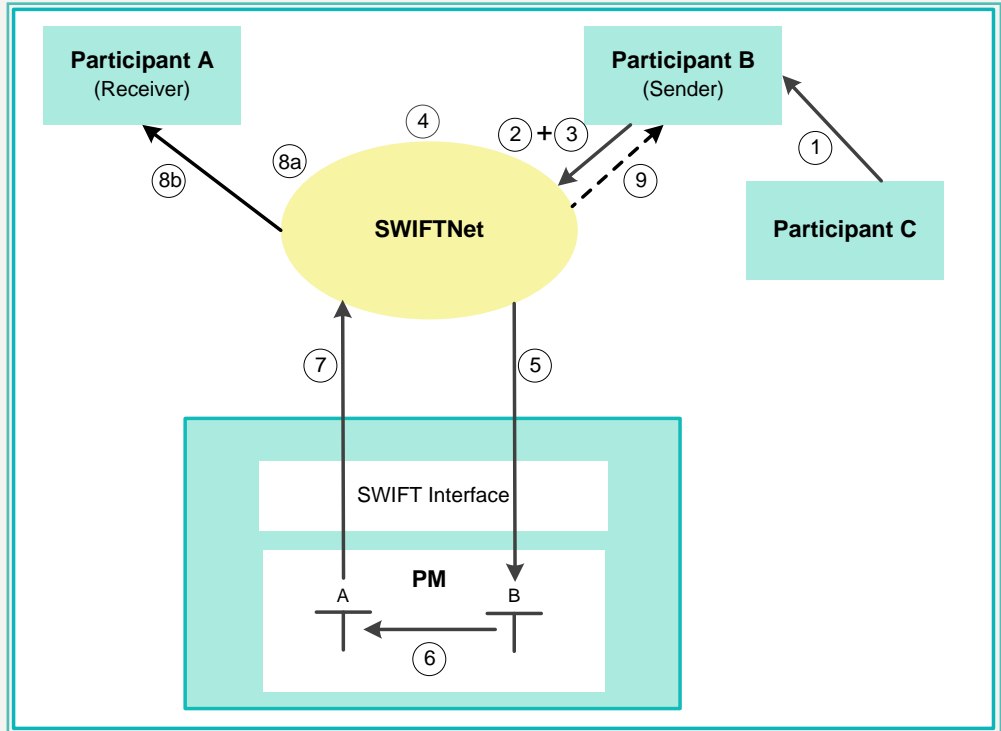 Participant A
(Receiver)
Participant B
(Sender)
4
2 + 3
1
8a
8b
9
SWIFTNet
Participant C
7
5
SWIFT Interface
PM
A
B
6